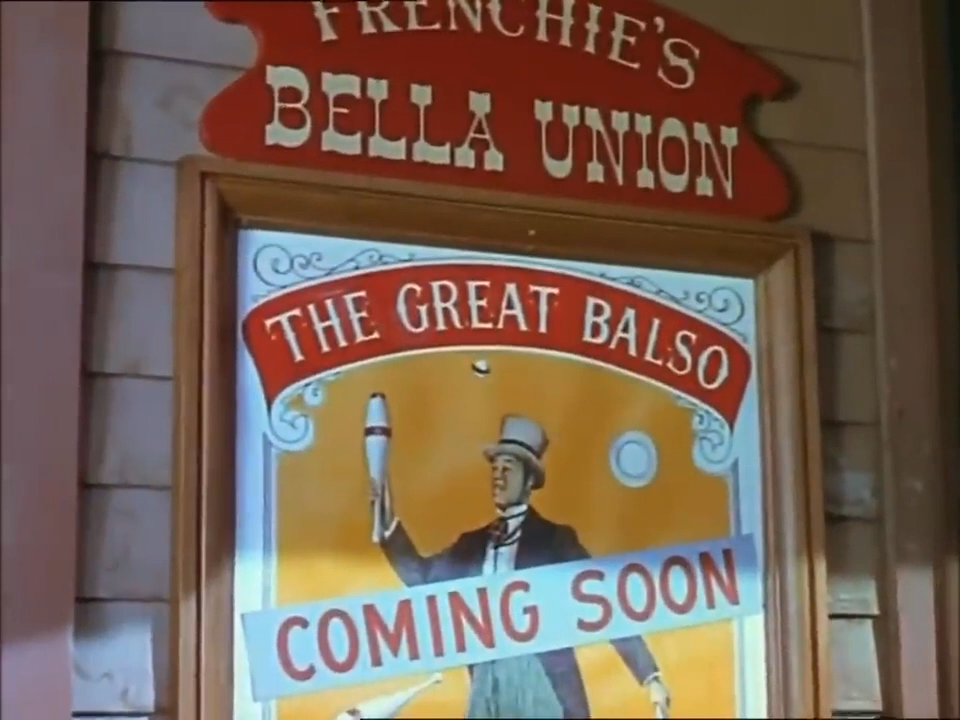 FRENCHIE'S
BELLA UNION
THE GREAT BALSO
COMING SOON